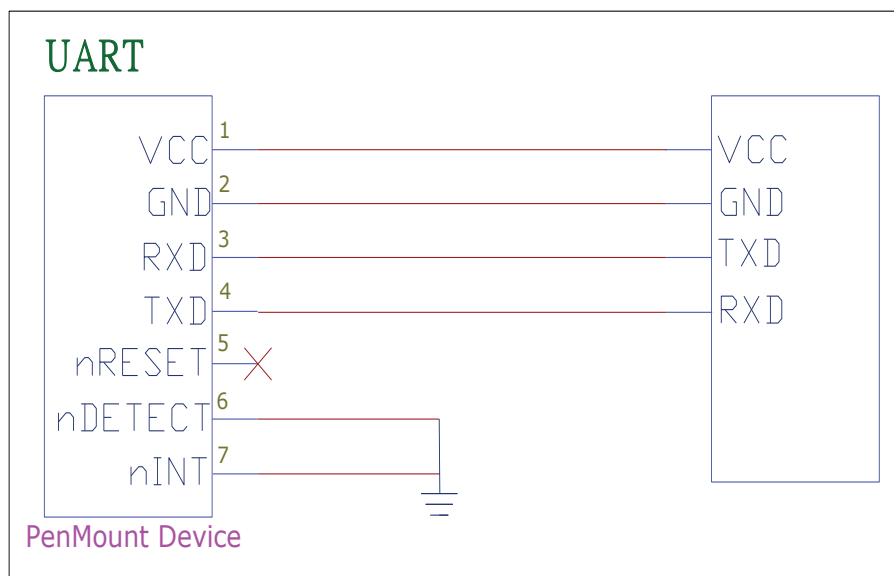 UART
1
VCC VCC
2
GND GND
3
RXD TXD
4
TXD RXD
5
nRESET
6
nDETECT
7
nINT
PenMount Device